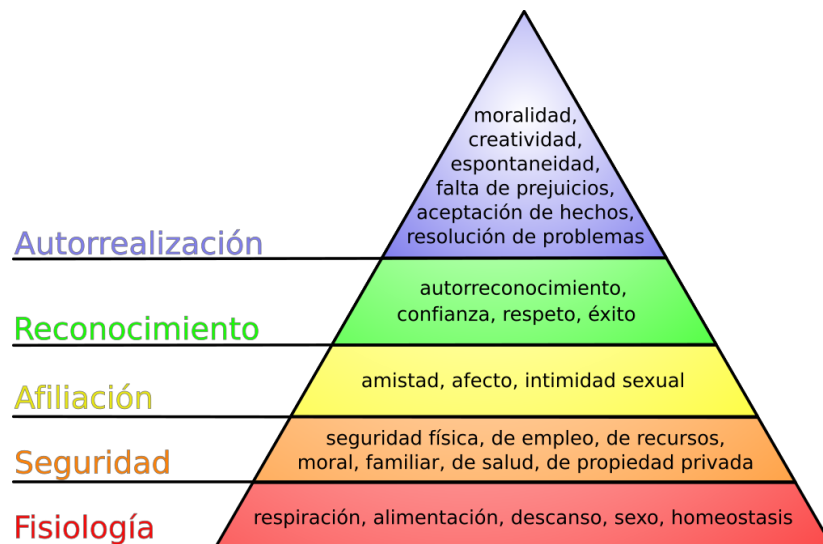 moralidad,
creatividad,
espontaneidad,
falta de prejuicios,
aceptación de hechos,
resolución de problemas
Autorrealización
autorreconocimiento,
confianza, respeto, éxito
Reconocimiento
amistad, afecto, intimidad sexual
Afiliación
seguridad física, de empleo, de recursos,
moral, familiar, de salud, de propiedad privada
Seguridad
respiración, alimentación, descanso, sexo, homeostasis
Fisiología